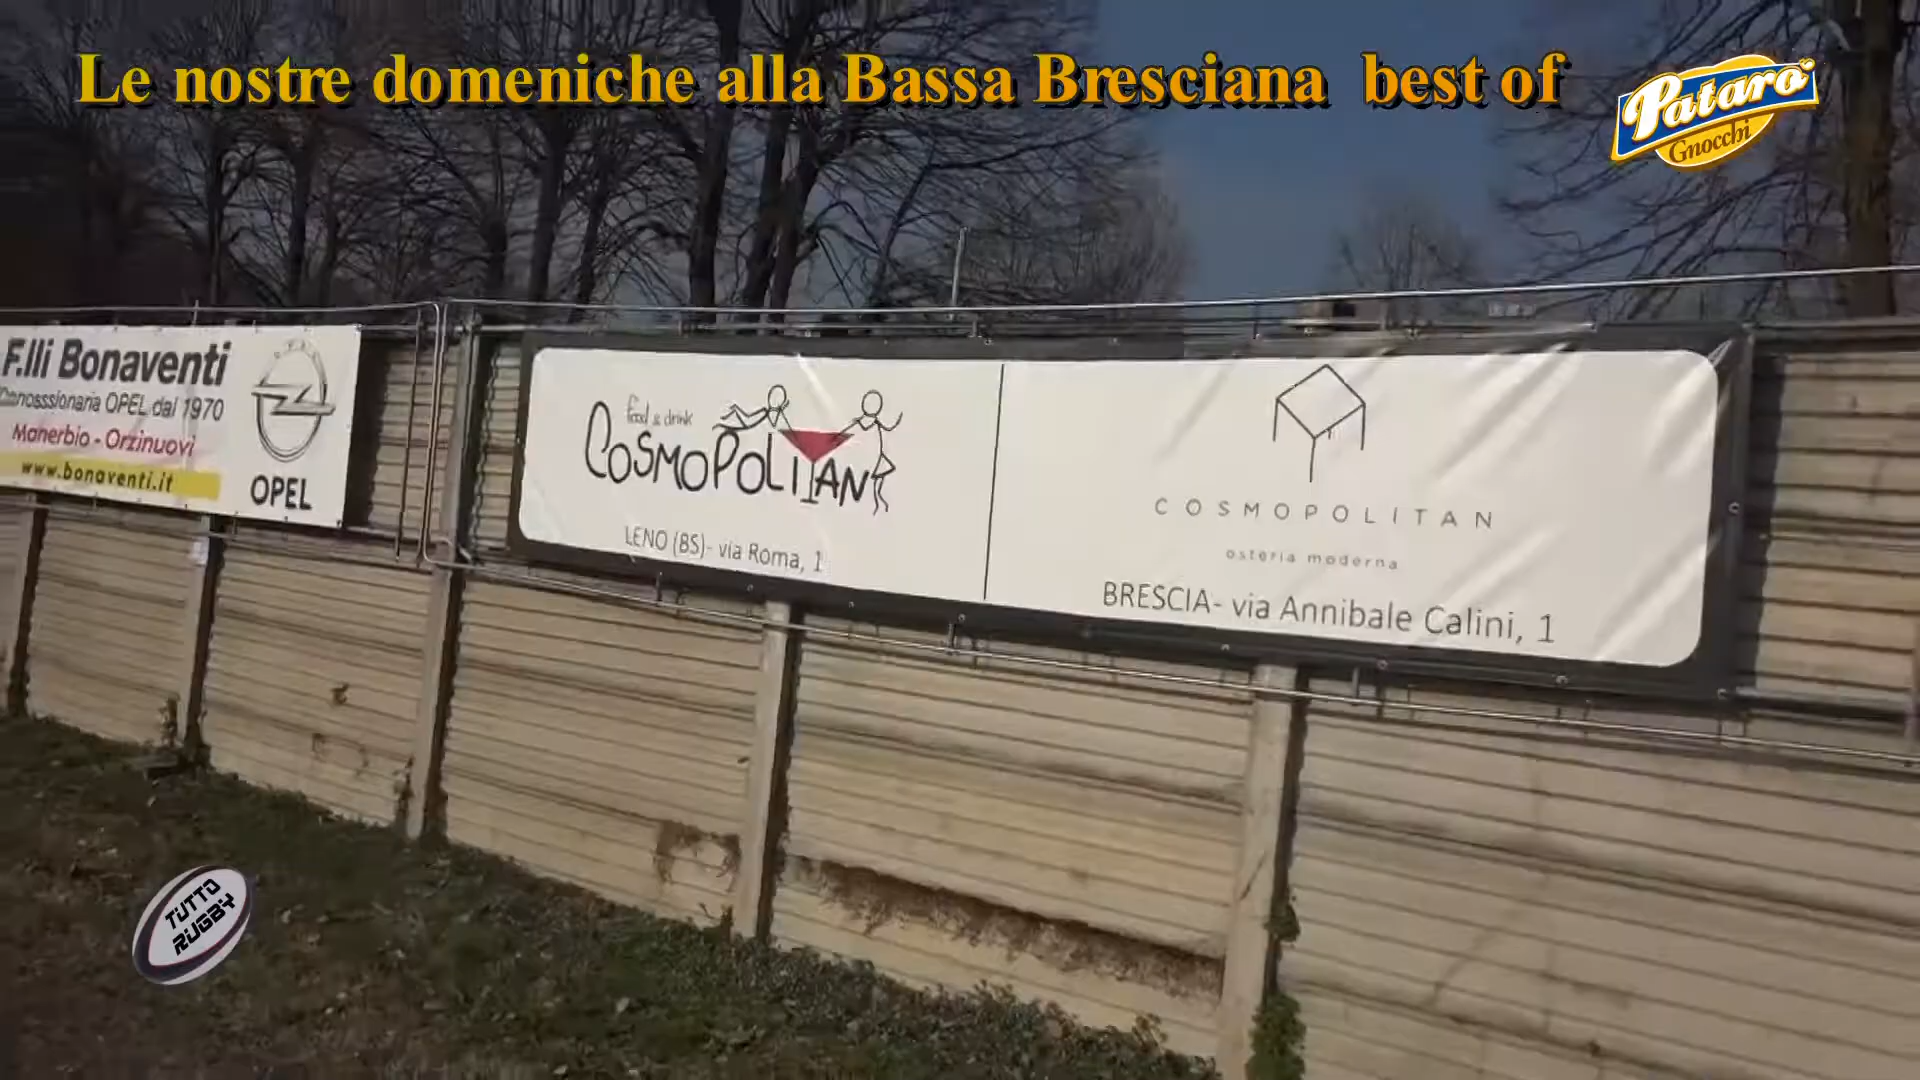 Le nostre domeniche alla Bassa Bresciana best of
Pataro
Gnocchi
F.lli Bonaventi
Concessionaria OPEL dal 1970
Manerbio - Orzinuovi
www.bonaventi.it
OPEL
food & drink
COSMOPOLITAN
LENO (BS)- via Roma, 1
COSMOPOLITAN
osteria moderna
BRESCIA- via Annibale Calini, 1
TUTTO
RUGBY